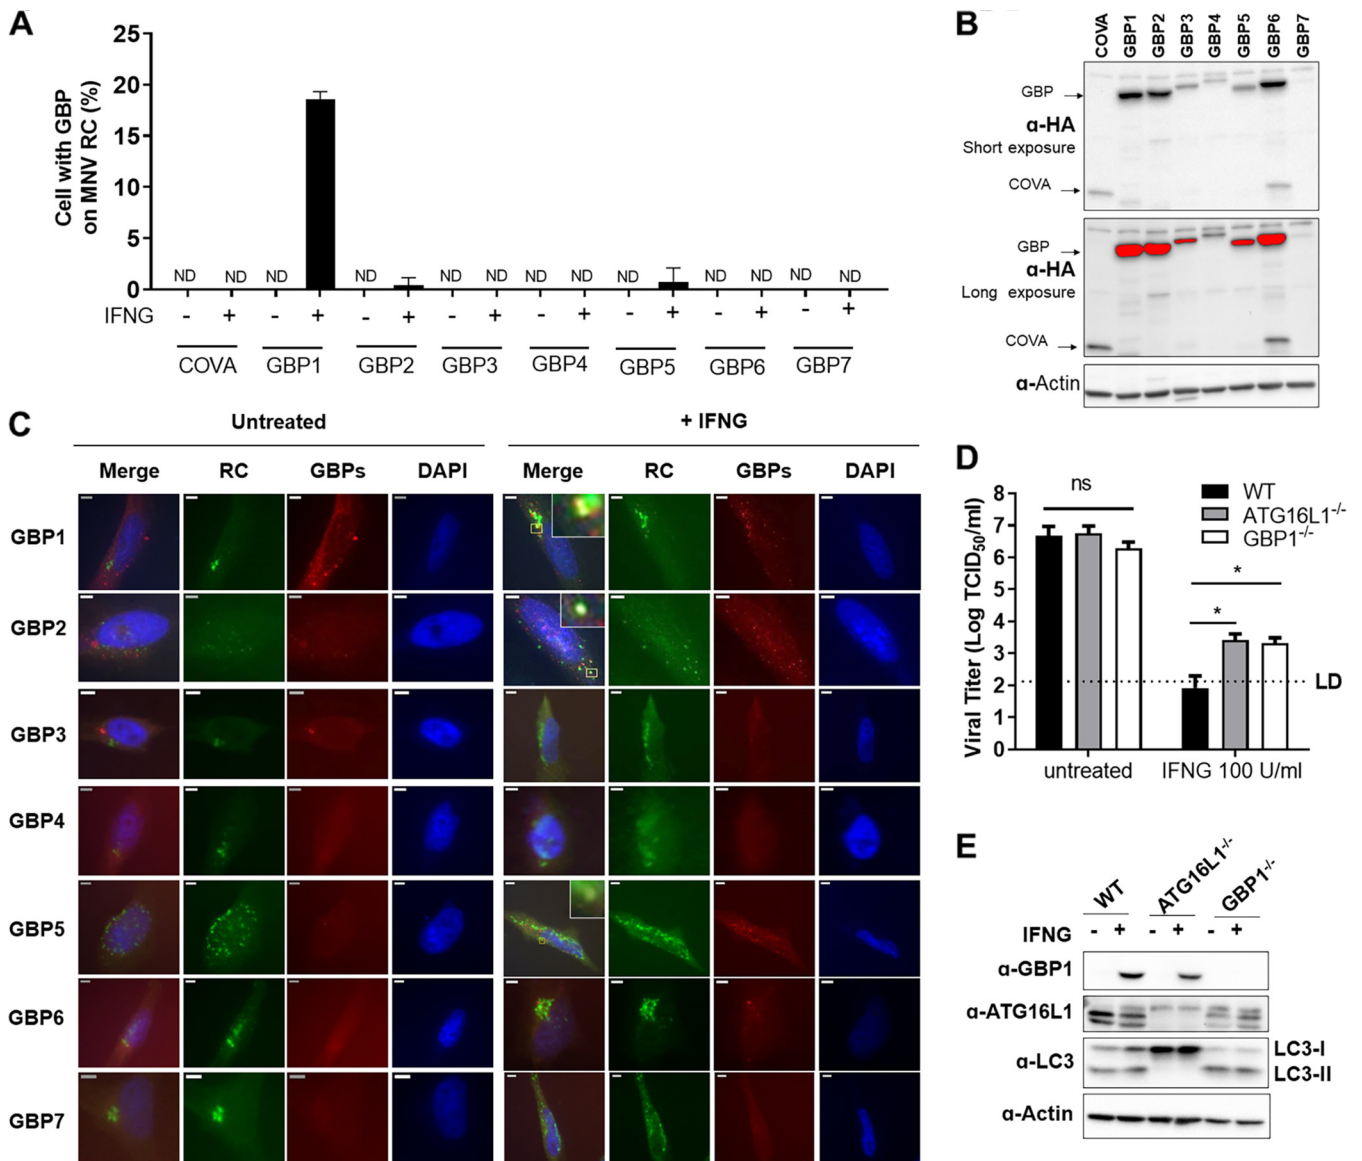 A
25
20
15
10
5
0
Cell with GBP
on MNV RC (%)
ND ND ND ND ND ND ND ND ND ND ND ND ND
IFNG - + - + - + - + - + - + - + - +
COVA GBP1 GBP2 GBP3 GBP4 GBP5 GBP6 GBP7
B
COVA GBP1 GBP2 GBP3 GBP4 GBP5 GBP6 GBP7
GBP
α-HA
Short exposure
COVA
GBP
α-HA
Long exposure
COVA
α-Actin
C
Untreated + IFNG
Merge RC GBPs DAPI Merge RC GBPs DAPI
GBP1
GBP2
GBP3
GBP4
GBP5
GBP6
GBP7
D
8
7
6
5
4
3
2
1
0
Viral Titer (Log TCID50/ml)
ns
WT
ATG16L1-/-
GBP1-/-
*
*
LD
untreated IFNG 100 U/ml
E
WT ATG16L1-/- GBP1-/-
IFNG - + - + - +
α-GBP1
α-ATG16L1
α-LC3 LC3-I
LC3-II
α-Actin